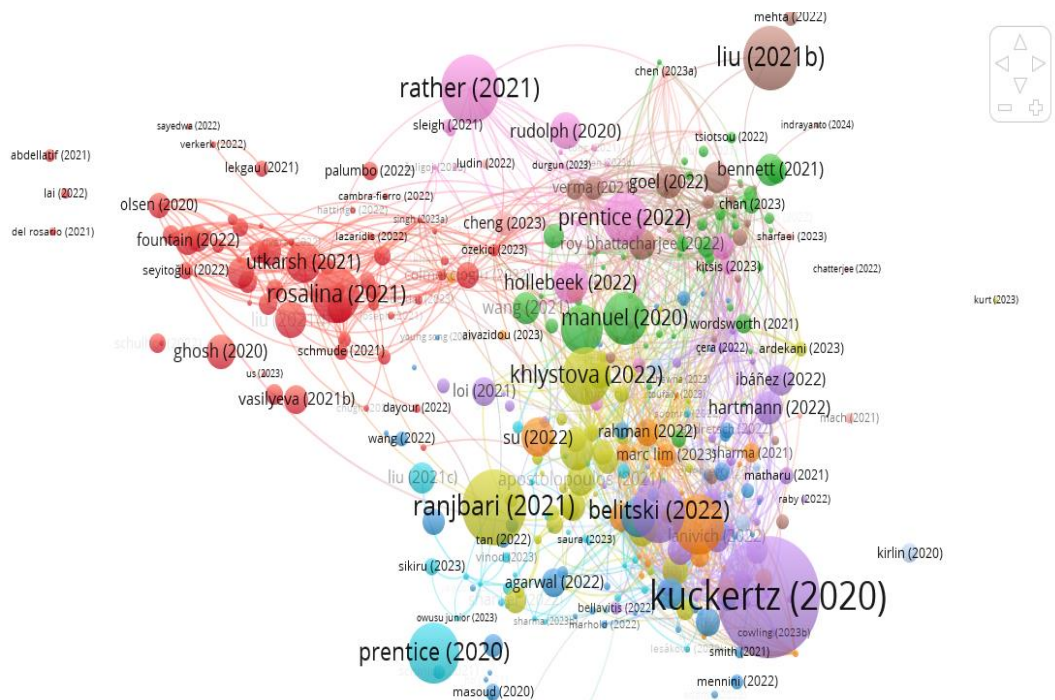 mehta (2022)
liu (2021b)
chen (2023a)
rather (2021)
sleigh (2021)
rudolph (2020)
sayedwa (2022)
verkerk (2022)
abdellatif (2021)
lekgau (2021)
palumbo (2022)
ludin (2022)
durgun (2023)
tsiotsou (2022)
indrayanto (2024)
bennett (2021)
lai (2022)
cambra-fierro (2022)
verma (2021)
goel (2022)
olsen (2020)
hattingh (2022)
singh (2023a)
cheng (2023)
prentice (2022)
chan (2023)
del rosario (2021)
fountain (2022)
lazaridis (2022)
özekici (2023)
roy bhattacharjee (2022)
sharfaei (2023)
seyitoğlu (2022)
utkarsh (2021)
kitsis (2023)
chatterjee (2022)
rosalina (2021)
hollebeek (2022)
kurt (2023)
wang (2021)
manuel (2020)
wordsworth (2021)
aivazidou (2023)
schmude (2021)
ghosh (2020)
cera (2022)
ardekani (2023)
us (2023)
khlystova (2022)
ibáñez (2022)
vasilyeva (2021b)
loi (2021)
dayour (2022)
hartmann (2022)
mach (2021)
wang (2022)
su (2022)
rahman (2022)
marc lim (2023)
sharma (2021)
liu (2021c)
apostolopoulos (2021)
matharu (2021)
ranjbari (2021)
belitski (2022)
raby (2022)
lanivich (2022)
tan (2022)
saura (2023)
vinod (2023)
kirlin (2020)
sikiru (2023)
agarwal (2022)
kuckertz (2020)
bellavitis (2022)
owusu junior (2023)
marhold (2022)
cowling (2023b)
prentice (2020)
smith (2021)
mennini (2022)
masoud (2020)